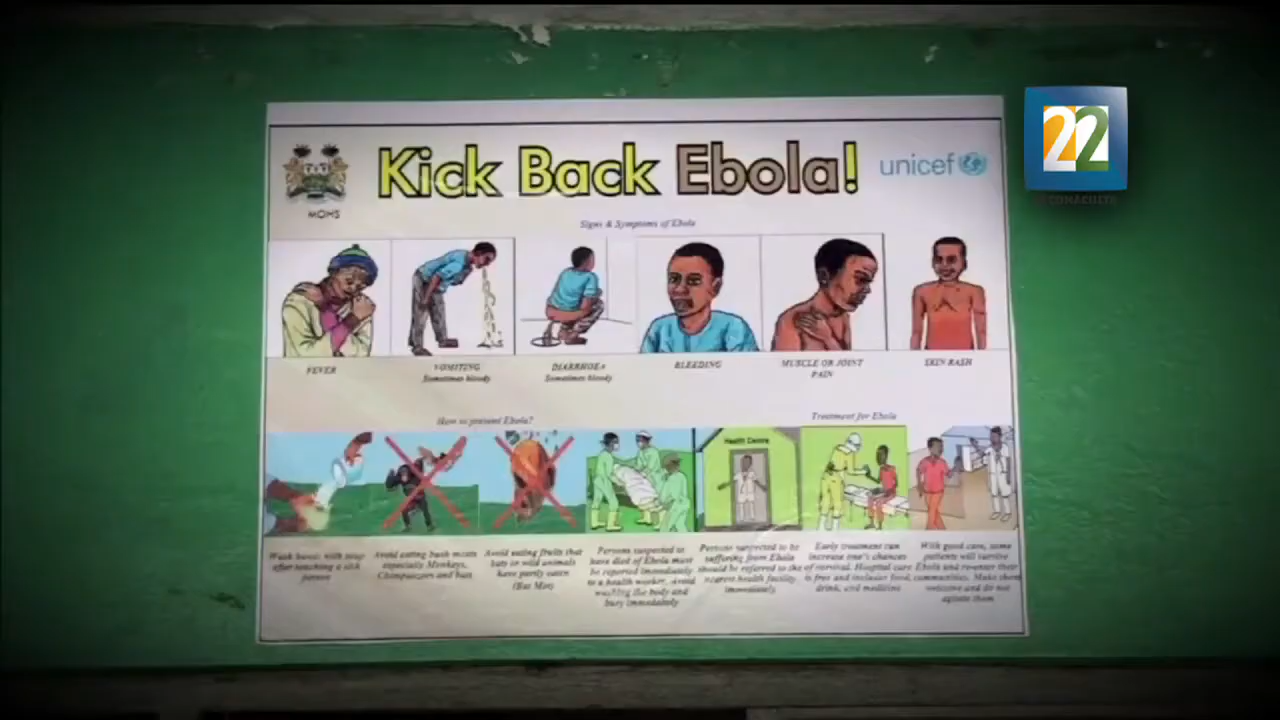 Kick Back Ebola!
unicef
22
CONACULTA
MOHS
Signs & Symptoms of Ebola
FEVER
VOMITING
Sometimes bloody
DIARRHOEA
Sometimes bloody
BLEEDING
MUSCLE OR JOINT
PAIN
SKIN RASH
How to prevent Ebola?
Treatment for Ebola
Health Centre
Wash hands with soap
after touching a sick
person
Avoid eating bush meats
especially Monkeys,
Chimpanzees and bats
Avoid eating fruits that
bats or wild animals
have partly eaten
(Bat Mot)
Persons suspected to
have died of Ebola must
be reported immediately
to a health worker. Avoid
washing the body and
bury immediately
Persons suspected to be
suffering from Ebola
should be referred to the
nearest health facility
immediately.
Early treatment can
increase one's chances
of survival. Hospital care
is free and includes food,
drink, and medicine
With good care, some
patients will survive
Ebola and re-enter their
communities. Make them
welcome and do not